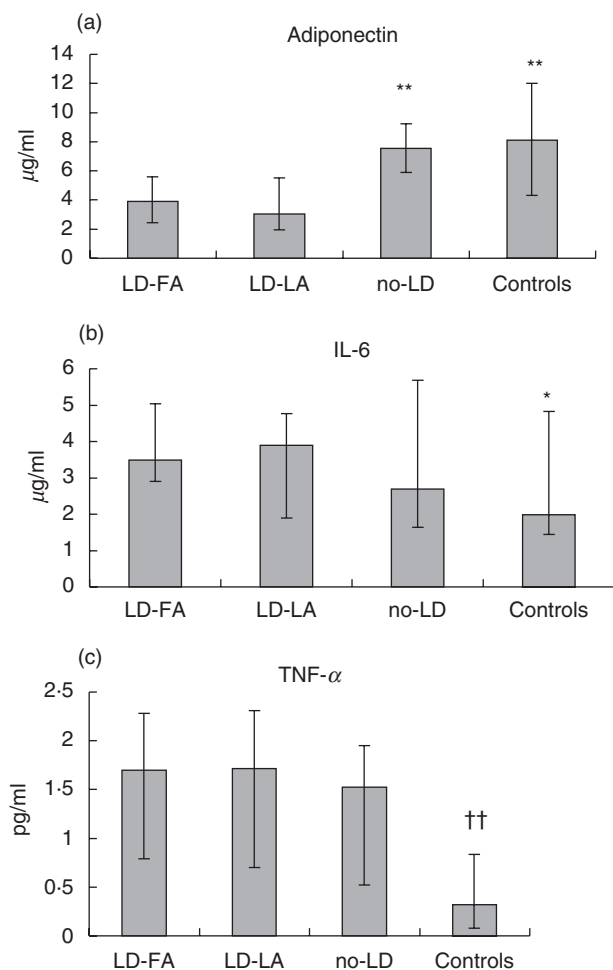 (a)
Adiponectin
14
12
10
8
6
4
2
0
µg/ml
**
**
LD-FA LD-LA no-LD Controls
(b)
IL-6
6
5
4
3
2
1
0
µg/ml
*
LD-FA LD-LA no-LD Controls
(c)
TNF-α
2·5
2
1·5
1
0·5
0
pg/ml
††
LD-FA LD-LA no-LD Controls